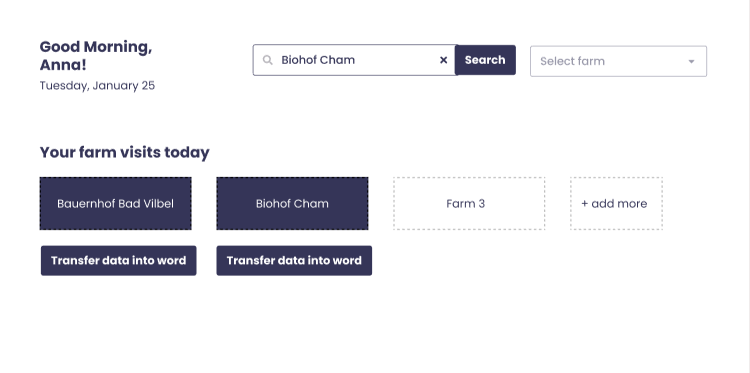 Good Morning,
Anna!
Tuesday, January 25
Biohof Cham
Search
Select farm
Your farm visits today
Bauernhof Bad Vilbel
Biohof Cham
Farm 3
+ add more
Transfer data into word
Transfer data into word